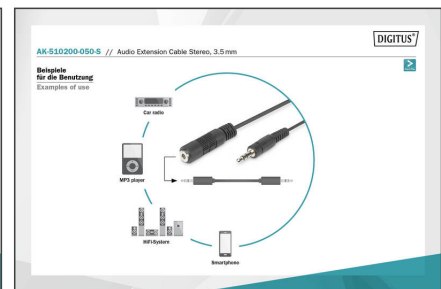 DIGITUS®
AK-510200-050-S // Audio Extension Cable Stereo, 3.5 mm
Beispiele
für die Benutzung
Examples of use
Car radio
MP3 player
HiFi-System
Smartphone